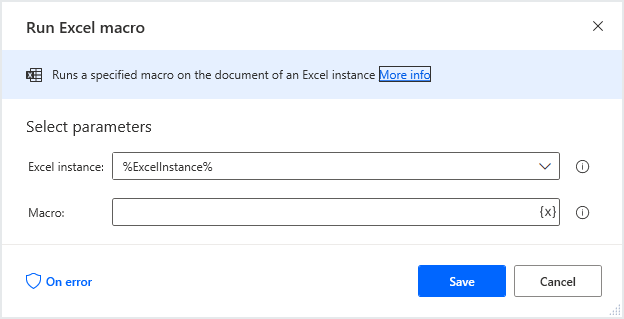 Run Excel macro
Runs a specified macro on the document of an Excel instance More info
Select parameters
Excel instance: %ExcelInstance%
Macro: {x}
On error Save Cancel